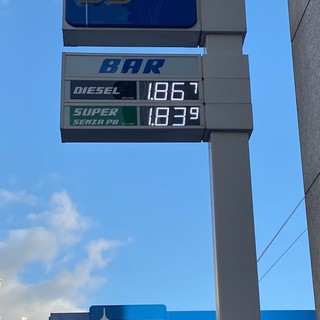 BAR
DIESEL 1.867
SUPER
SENZA PB 1.839